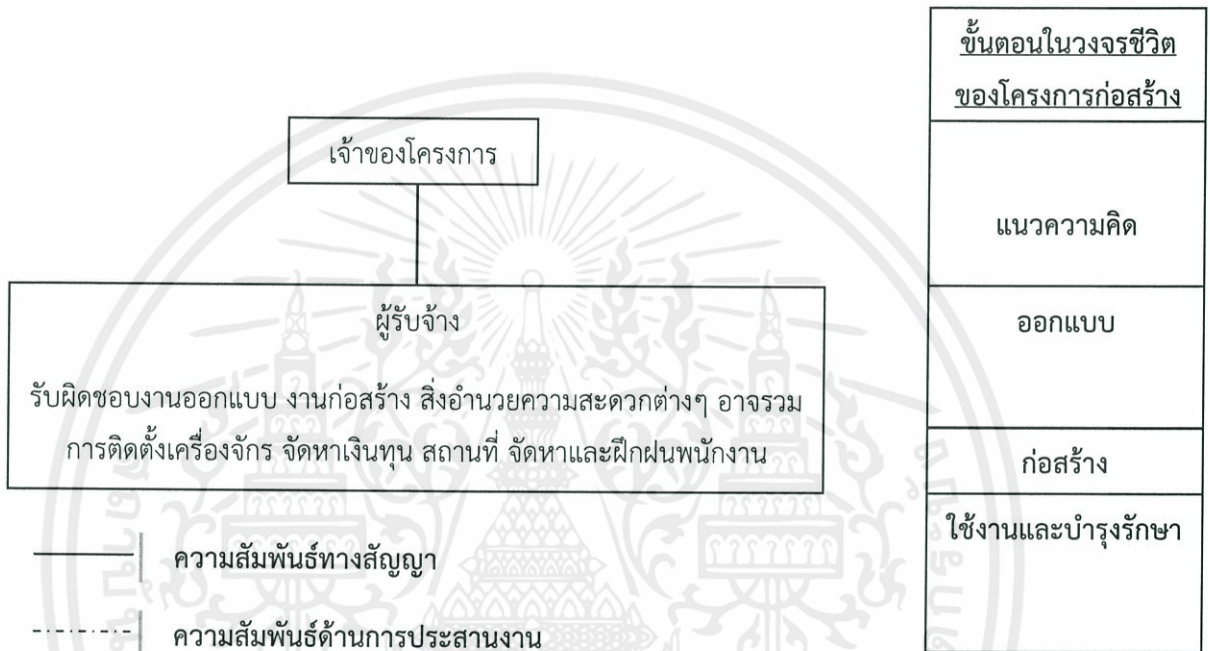 เจ้าของโครงการ
ผู้รับจ้าง
รับผิดชอบงานออกแบบ งานก่อสร้าง สิ่งอำนวยความสะดวกต่างๆ อาจรวม
การติดตั้งเครื่องจักร จัดหาเงินทุน สถานที่ จัดหาและฝึกฝนพนักงาน
ความสัมพันธ์ทางสัญญา
ความสัมพันธ์ด้านการประสานงาน
ขั้นตอนในวงจรชีวิต
ของโครงการก่อสร้าง
แนวความคิด
ออกแบบ
ก่อสร้าง
ใช้งานและบำรุงรักษา